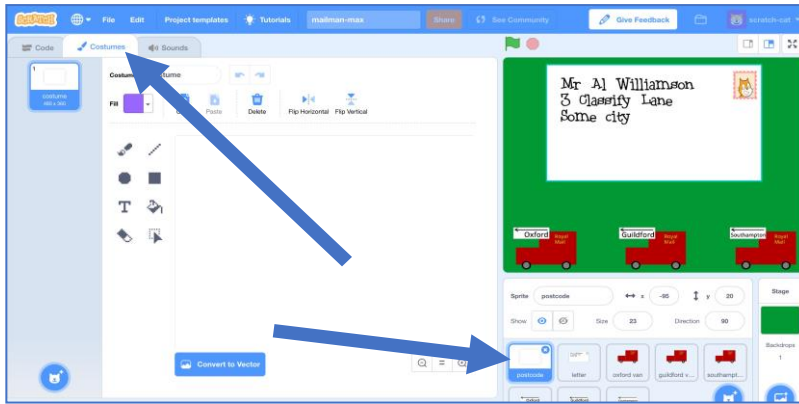 SCRATCH File Edit Project templates Tutorials mailman-max Share See Community Give Feedback scratch-cat
Code Costumes Sounds
1
costume
Fill Paste Delete Flip Horizontal Flip Vertical
T
Convert to Vector
Mr Al Williamson
3 Classify Lane
Some city
Oxford Royal Mail
Guildford Royal Mail
Southampton Royal Mail
Sprite postcode x -95 y 20
Show Size 23 Direction 90
postcode letter oxford van guildford v... southampt...
Stage
Backdrops
1